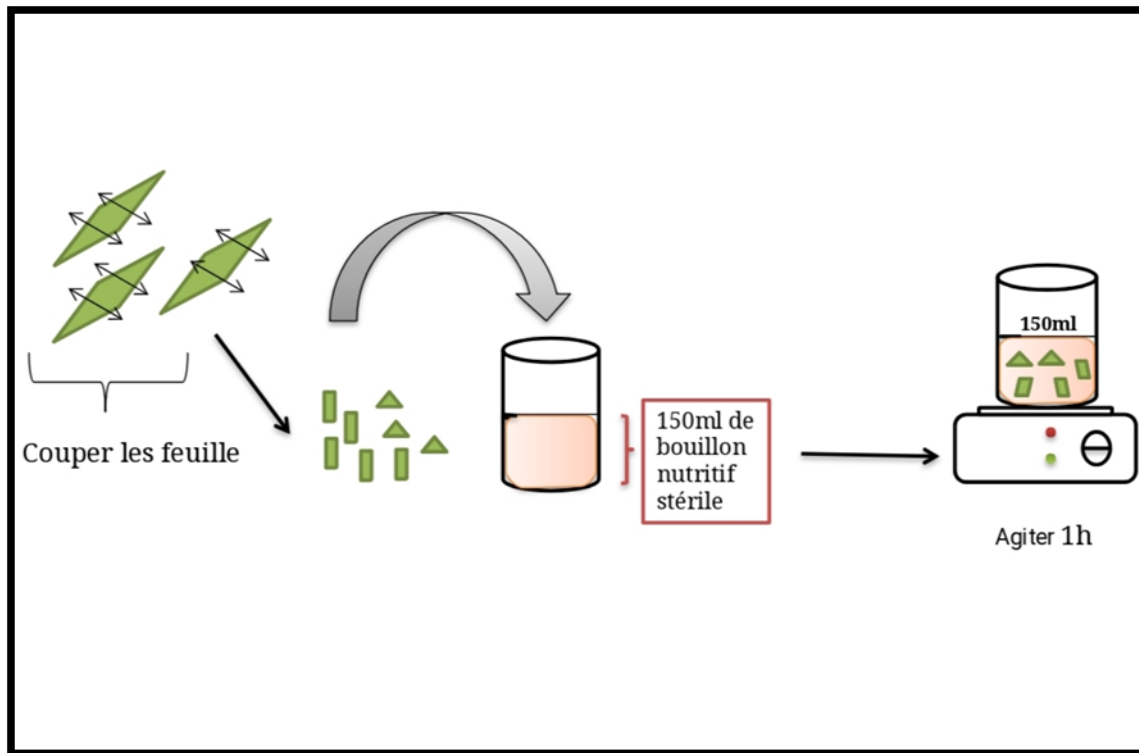 Couper les feuille
150ml de
bouillon
nutritif
stérile
150ml
Agiter 1h